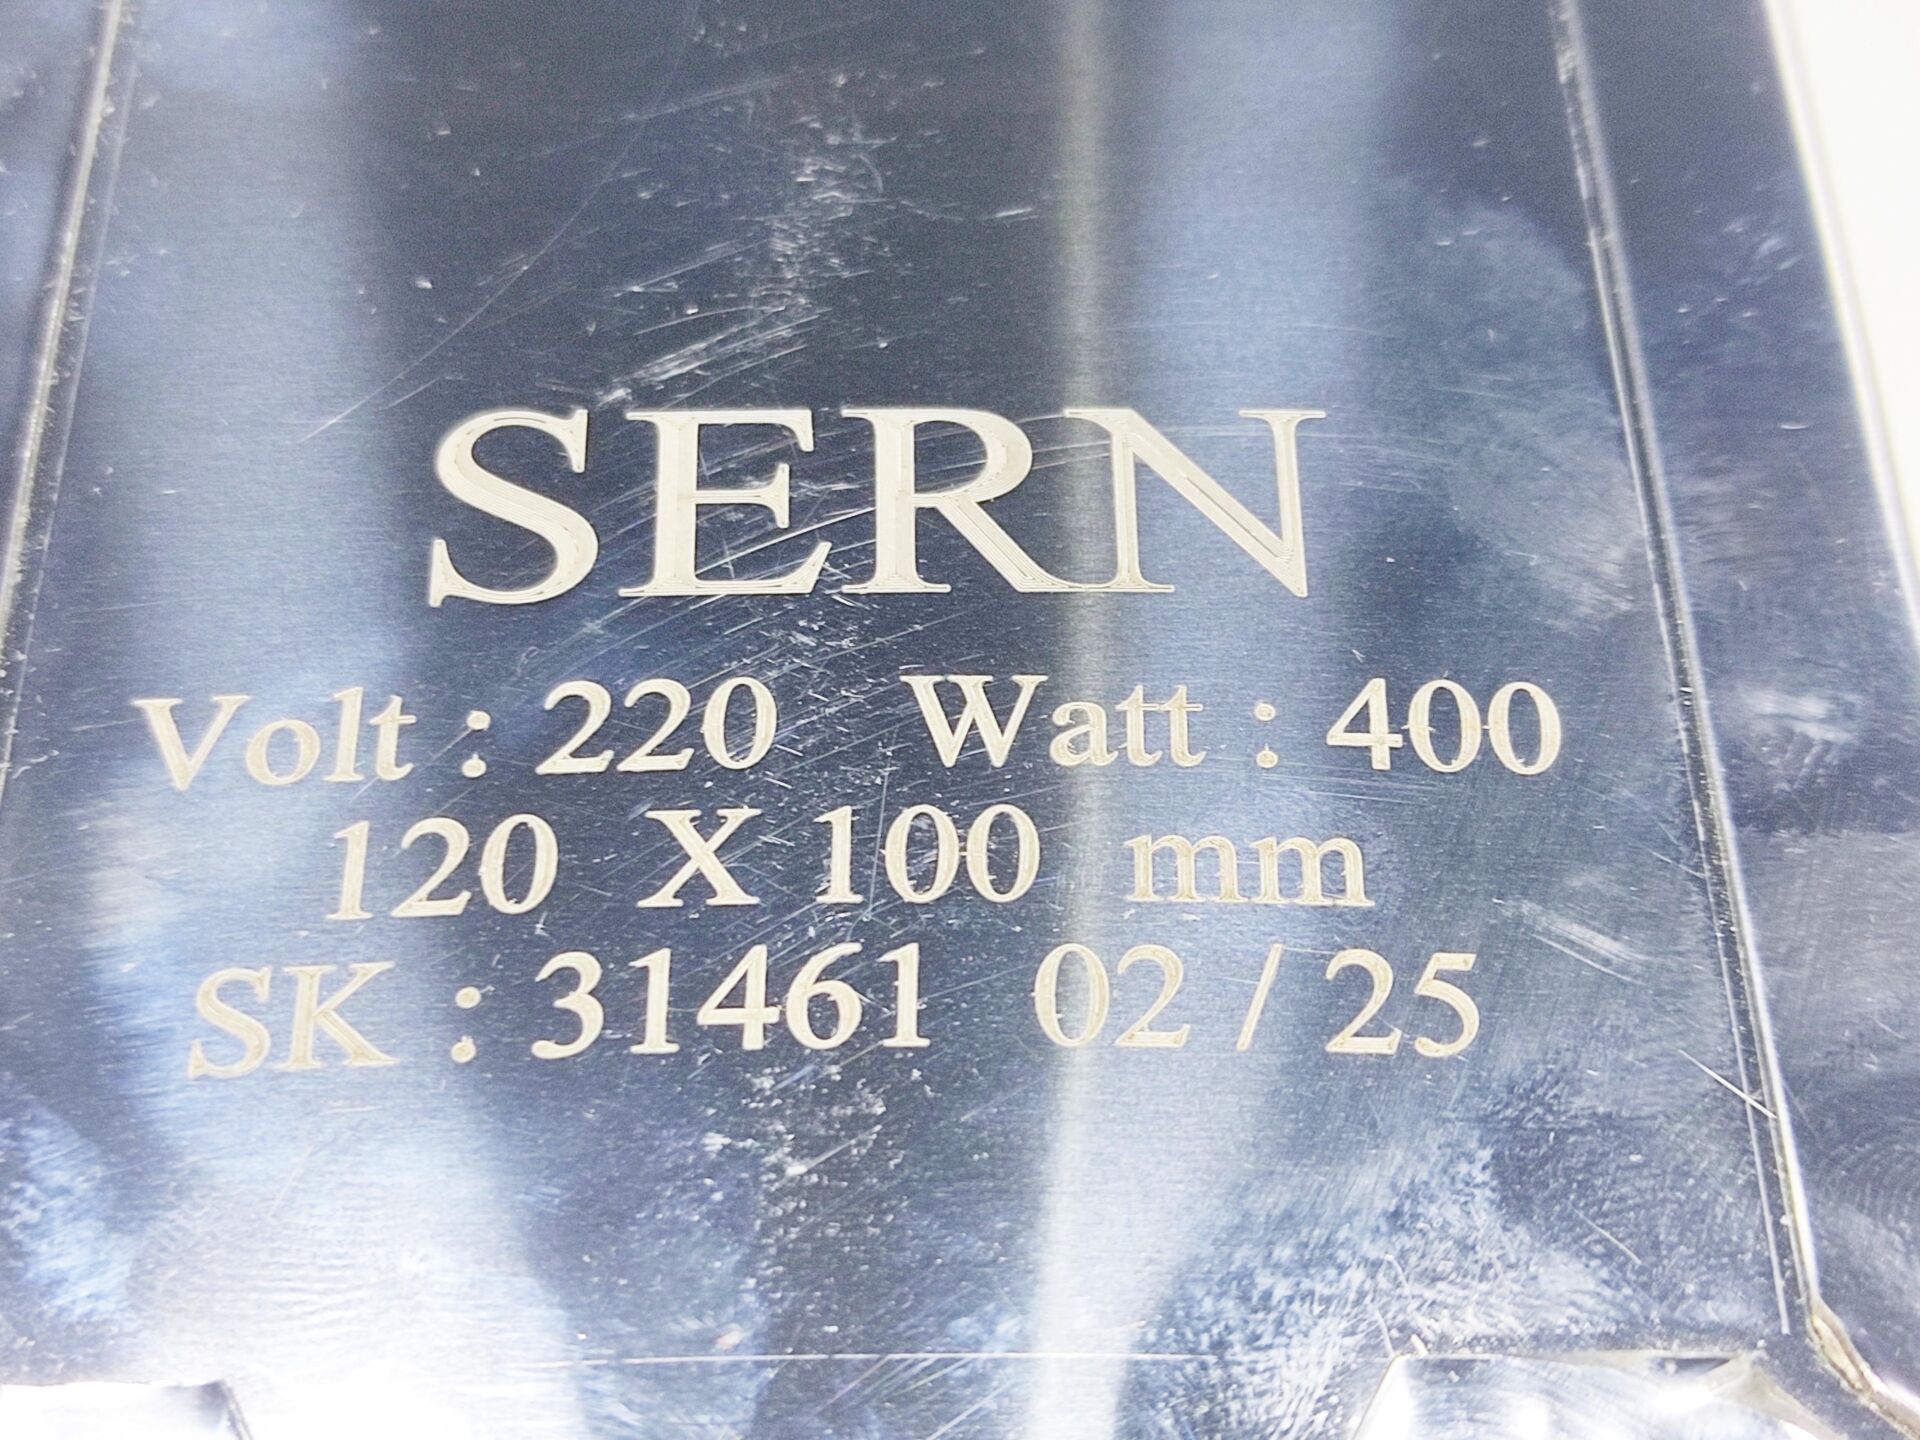 SERN
Volt : 220 Watt : 400
120 X 100 mm
SK : 31461 02 / 25